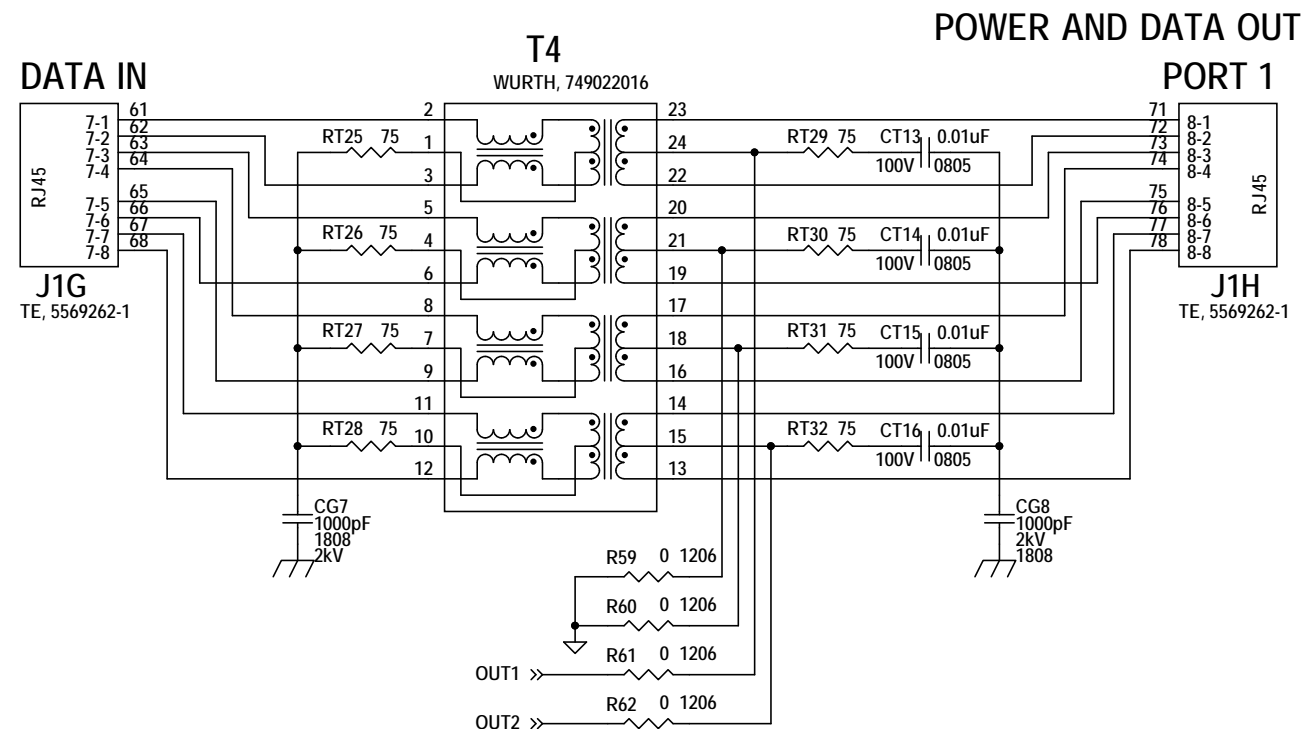 POWER AND DATA OUT
T4
WURTH, 749022016
DATA IN
PORT 1
RJ45
7-1
7-2
7-3
7-4
7-5
7-6
7-7
7-8
61
62
63
64
65
66
67
68
J1G
TE, 5569262-1
RT25 75
RT26 75
RT27 75
RT28 75
2
1
3
5
4
6
8
7
9
11
10
12
23
24
22
20
21
19
17
18
16
14
15
13
RT29 75
CT13 0.01uF
100V 0805
RT30 75
CT14 0.01uF
100V 0805
RT31 75
CT15 0.01uF
100V 0805
RT32 75
CT16 0.01uF
100V 0805
71
72
73
74
75
76
77
78
8-1
8-2
8-3
8-4
8-5
8-6
8-7
8-8
RJ45
J1H
TE, 5569262-1
CG7
1000pF
1808
2kV
CG8
1000pF
2kV
1808
R59 0 1206
R60 0 1206
R61 0 1206
OUT1
R62 0 1206
OUT2